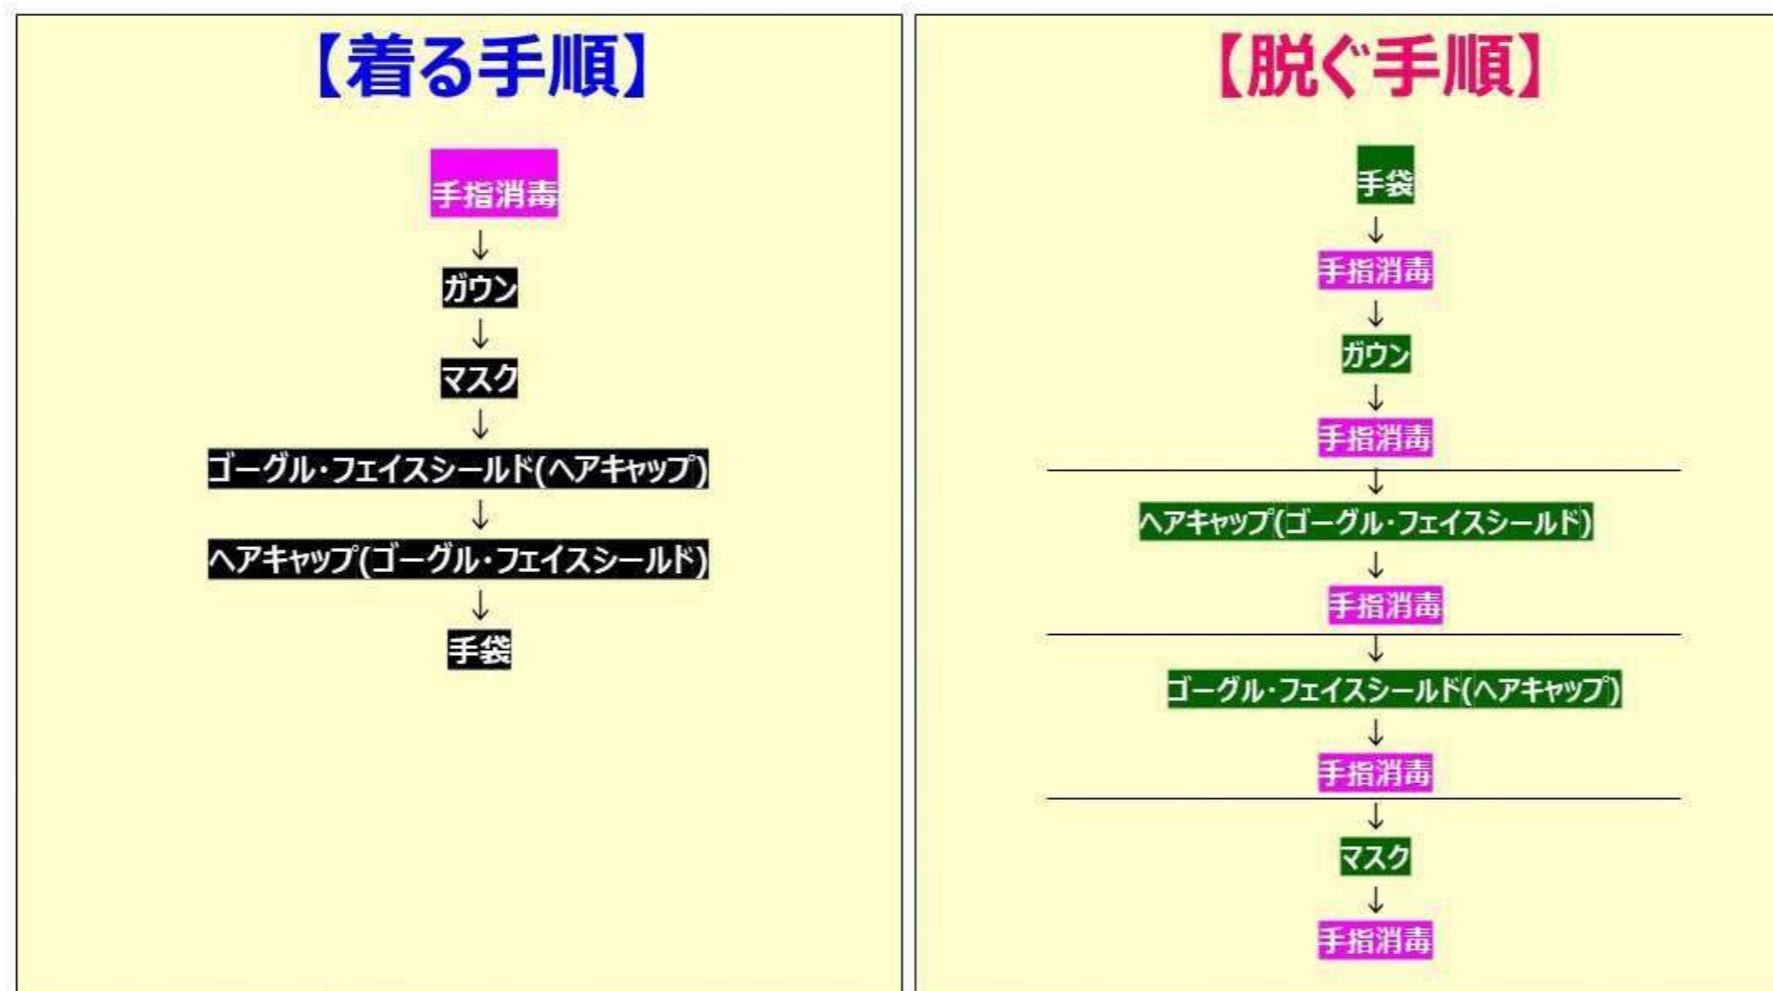 【着る手順】
手指消毒
↓
ガウン
↓
マスク
↓
ゴーグル・フェイスシールド(ヘアキャップ)
↓
ヘアキャップ(ゴーグル・フェイスシールド)
↓
手袋
【脱ぐ手順】
手袋
↓
手指消毒
↓
ガウン
↓
手指消毒
↓
ヘアキャップ(ゴーグル・フェイスシールド)
↓
手指消毒
↓
ゴーグル・フェイスシールド(ヘアキャップ)
↓
手指消毒
↓
マスク
↓
手指消毒